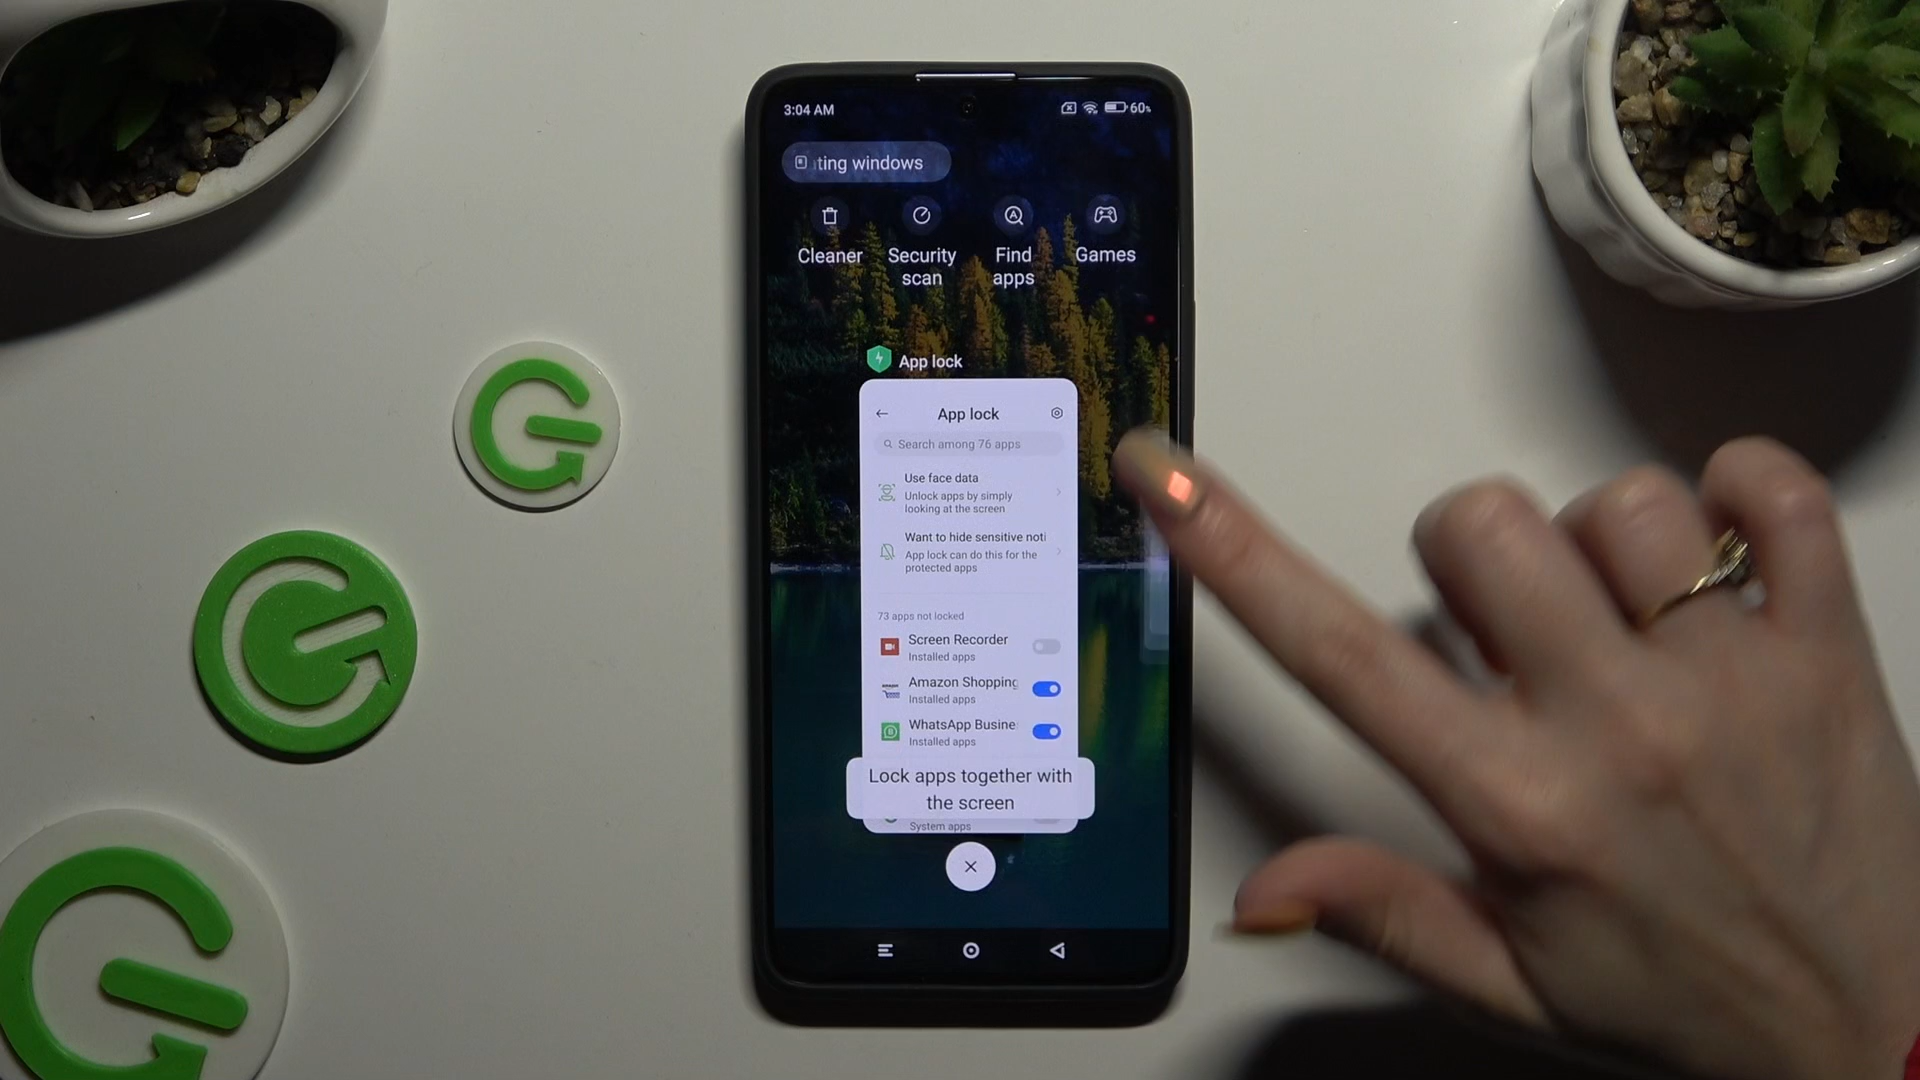 3:04 AM
60%
ting windows
Cleaner
Security
scan
Find
apps
Games
App lock
App lock
Search among 76 apps
Use face data
Unlock apps by simply
looking at the screen
Want to hide sensitive noti
App lock can do this for the
protected apps
73 apps not locked
Screen Recorder
Installed apps
Amazon Shopping
Installed apps
WhatsApp Busine
Installed apps
Lock apps together with
the screen
System apps